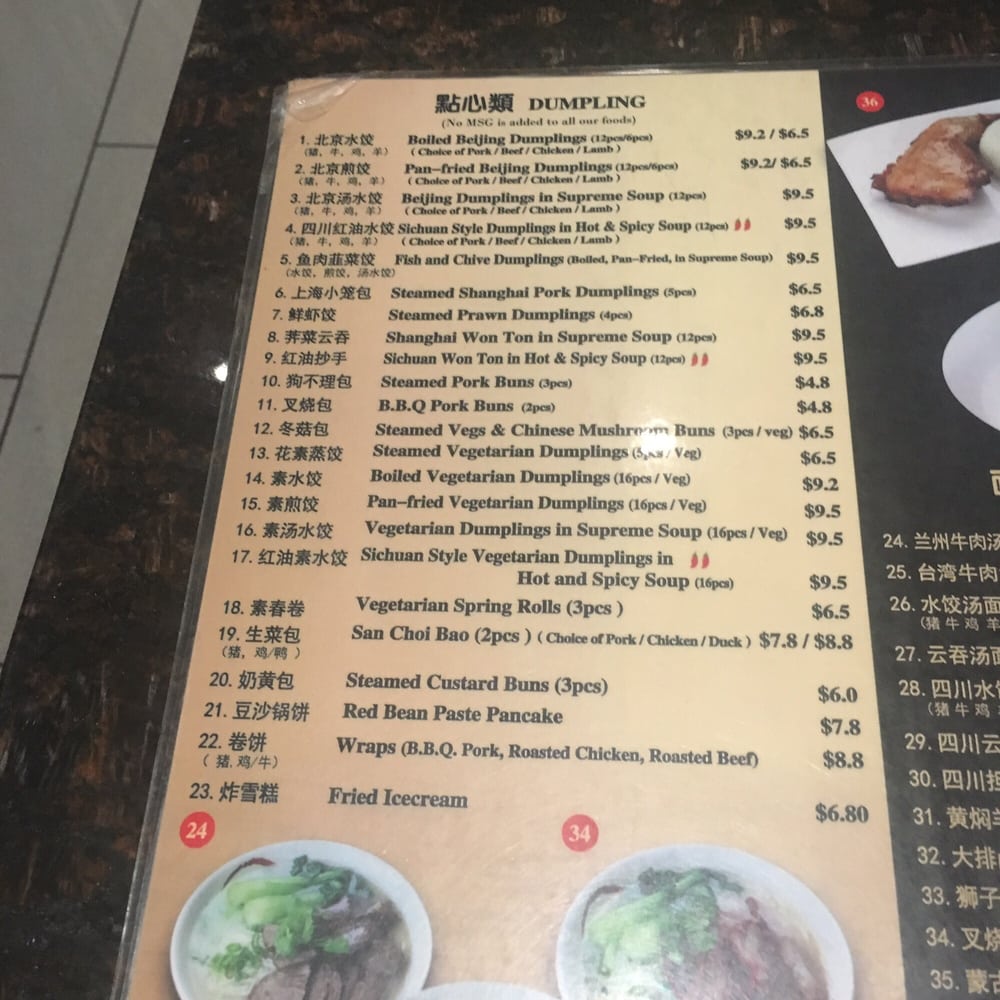 點心類 DUMPLING
(No MSG is added to all our foods)
1. 北京水饺 Boiled Beijing Dumplings (12pcs/6pcs) $9.2 / $6.5
(猪, 牛, 鸡, 羊) ( Choice of Pork / Beef / Chicken / Lamb )
2. 北京煎饺 Pan-fried Beijing Dumplings (12pcs/6pcs) $9.2/ $6.5
(猪, 牛, 鸡, 羊) ( Choice of Pork / Beef / Chicken / Lamb )
3. 北京汤水饺 Beijing Dumplings in Supreme Soup (12pcs) $9.5
(猪, 牛, 鸡, 羊) ( Choice of Pork / Beef / Chicken / Lamb )
4. 四川红油水饺 Sichuan Style Dumplings in Hot & Spicy Soup (12pcs) $9.5
(猪, 牛, 鸡, 羊) ( Choice of Pork / Beef / Chicken / Lamb )
5. 鱼肉韮菜饺 Fish and Chive Dumplings (Boiled, Pan-Fried, in Supreme Soup) $9.5
(水饺, 煎饺, 汤水饺)
6. 上海小笼包 Steamed Shanghai Pork Dumplings (5pcs) $6.5
7. 鲜虾饺 Steamed Prawn Dumplings (4pcs) $6.8
8. 荠菜云吞 Shanghai Won Ton in Supreme Soup (12pcs) $9.5
9. 红油抄手 Sichuan Won Ton in Hot & Spicy Soup (12pcs) $9.5
10. 狗不理包 Steamed Pork Buns (3pcs) $4.8
11. 叉烧包 B.B.Q Pork Buns (2pcs) $4.8
12. 冬菇包 Steamed Vegs & Chinese Mushroom Buns (3pcs / veg) $6.5
13. 花素蒸饺 Steamed Vegetarian Dumplings (5pcs / Veg) $6.5
14. 素水饺 Boiled Vegetarian Dumplings (16pcs / Veg) $9.2
15. 素煎饺 Pan-fried Vegetarian Dumplings (16pcs / Veg) $9.5
16. 素汤水饺 Vegetarian Dumplings in Supreme Soup (16pcs / Veg) $9.5
17. 红油素水饺 Sichuan Style Vegetarian Dumplings in
Hot and Spicy Soup (16pcs) $9.5
18. 素春卷 Vegetarian Spring Rolls (3pcs ) $6.5
19. 生菜包 San Choi Bao (2pcs ) ( Choice of Pork / Chicken / Duck ) $7.8 / $8.8
(猪, 鸡/鸭 )
20. 奶黄包 Steamed Custard Buns (3pcs) $6.0
21. 豆沙锅饼 Red Bean Paste Pancake $7.8
22. 卷饼 Wraps (B.B.Q. Pork, Roasted Chicken, Roasted Beef) $8.8
( 猪. 鸡/牛)
23. 炸雪糕 Fried Icecream $6.80
24
34
36
24. 兰州牛肉汤
25. 台湾牛肉
26. 水饺汤面
(猪 牛 鸡 羊
27. 云吞汤面
28. 四川水饺
(猪 牛 鸡
29. 四川云
30. 四川担
31. 黄焖羊
32. 大排
33. 狮子
34. 叉烧
35. 蒙古